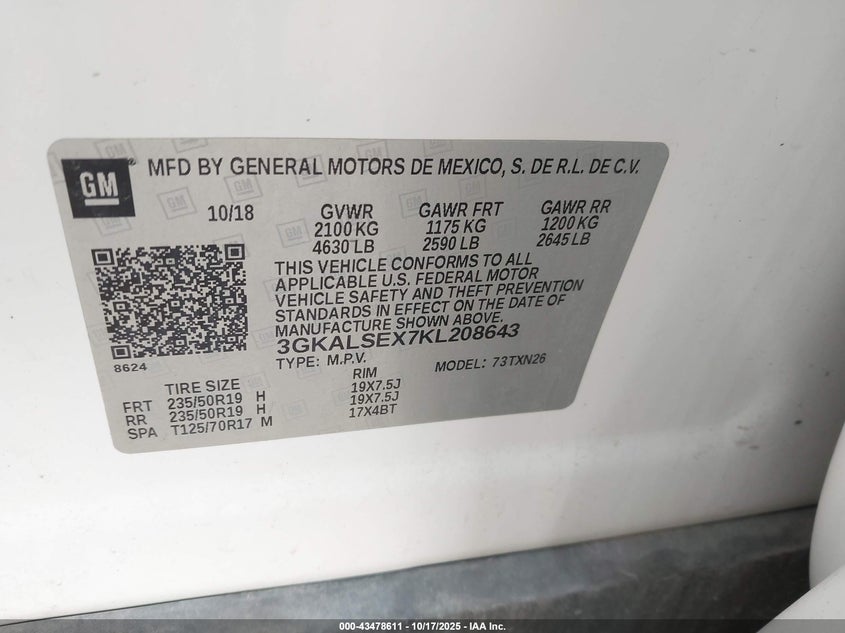 GM
MFD BY GENERAL MOTORS DE MEXICO, S. DE R.L. DE C.V.
10/18 GVWR GAWR FRT GAWR RR
2100 KG 1175 KG 1200 KG
4630 LB 2590 LB 2645 LB
THIS VEHICLE CONFORMS TO ALL
APPLICABLE U.S. FEDERAL MOTOR
VEHICLE SAFETY AND THEFT PREVENTION
STANDARDS IN EFFECT ON THE DATE OF
MANUFACTURE SHOWN ABOVE.
3GKALSEX7KL208643
8624
TYPE: M.P.V. MODEL: 73TXN26
TIRE SIZE RIM
FRT 235/50R19 H 19X7.5J
RR 235/50R19 H 19X7.5J
SPA T125/70R17 M 17X4BT
000-43478611 - 10/17/2025 - IAA Inc.